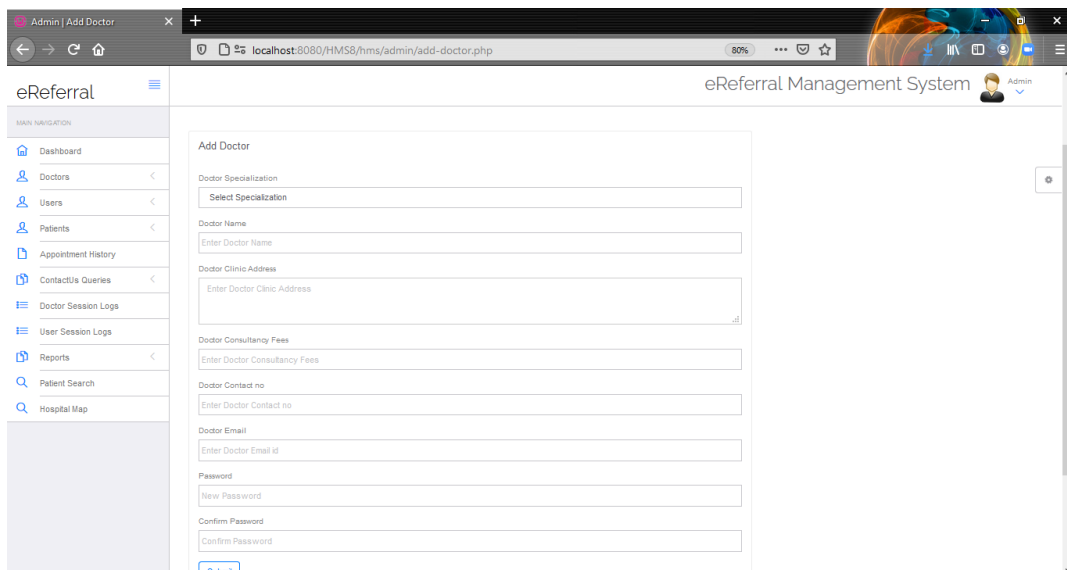 Admin | Add Doctor
localhost:8080/HMS8/hms/admin/add-doctor.php
80%
eReferral
eReferral Management System
Admin
MAIN NAVIGATION
Dashboard
Doctors
Users
Patients
Appointment History
ContactUs Queries
Doctor Session Logs
User Session Logs
Reports
Patient Search
Hospital Map
Add Doctor
Doctor Specialization
Select Specialization
Doctor Name
Enter Doctor Name
Doctor Clinic Address
Enter Doctor Clinic Address
Doctor Consultancy Fees
Enter Doctor Consultancy Fees
Doctor Contact no
Enter Doctor Contact no
Doctor Email
Enter Doctor Email id
Password
New Password
Confirm Password
Confirm Password